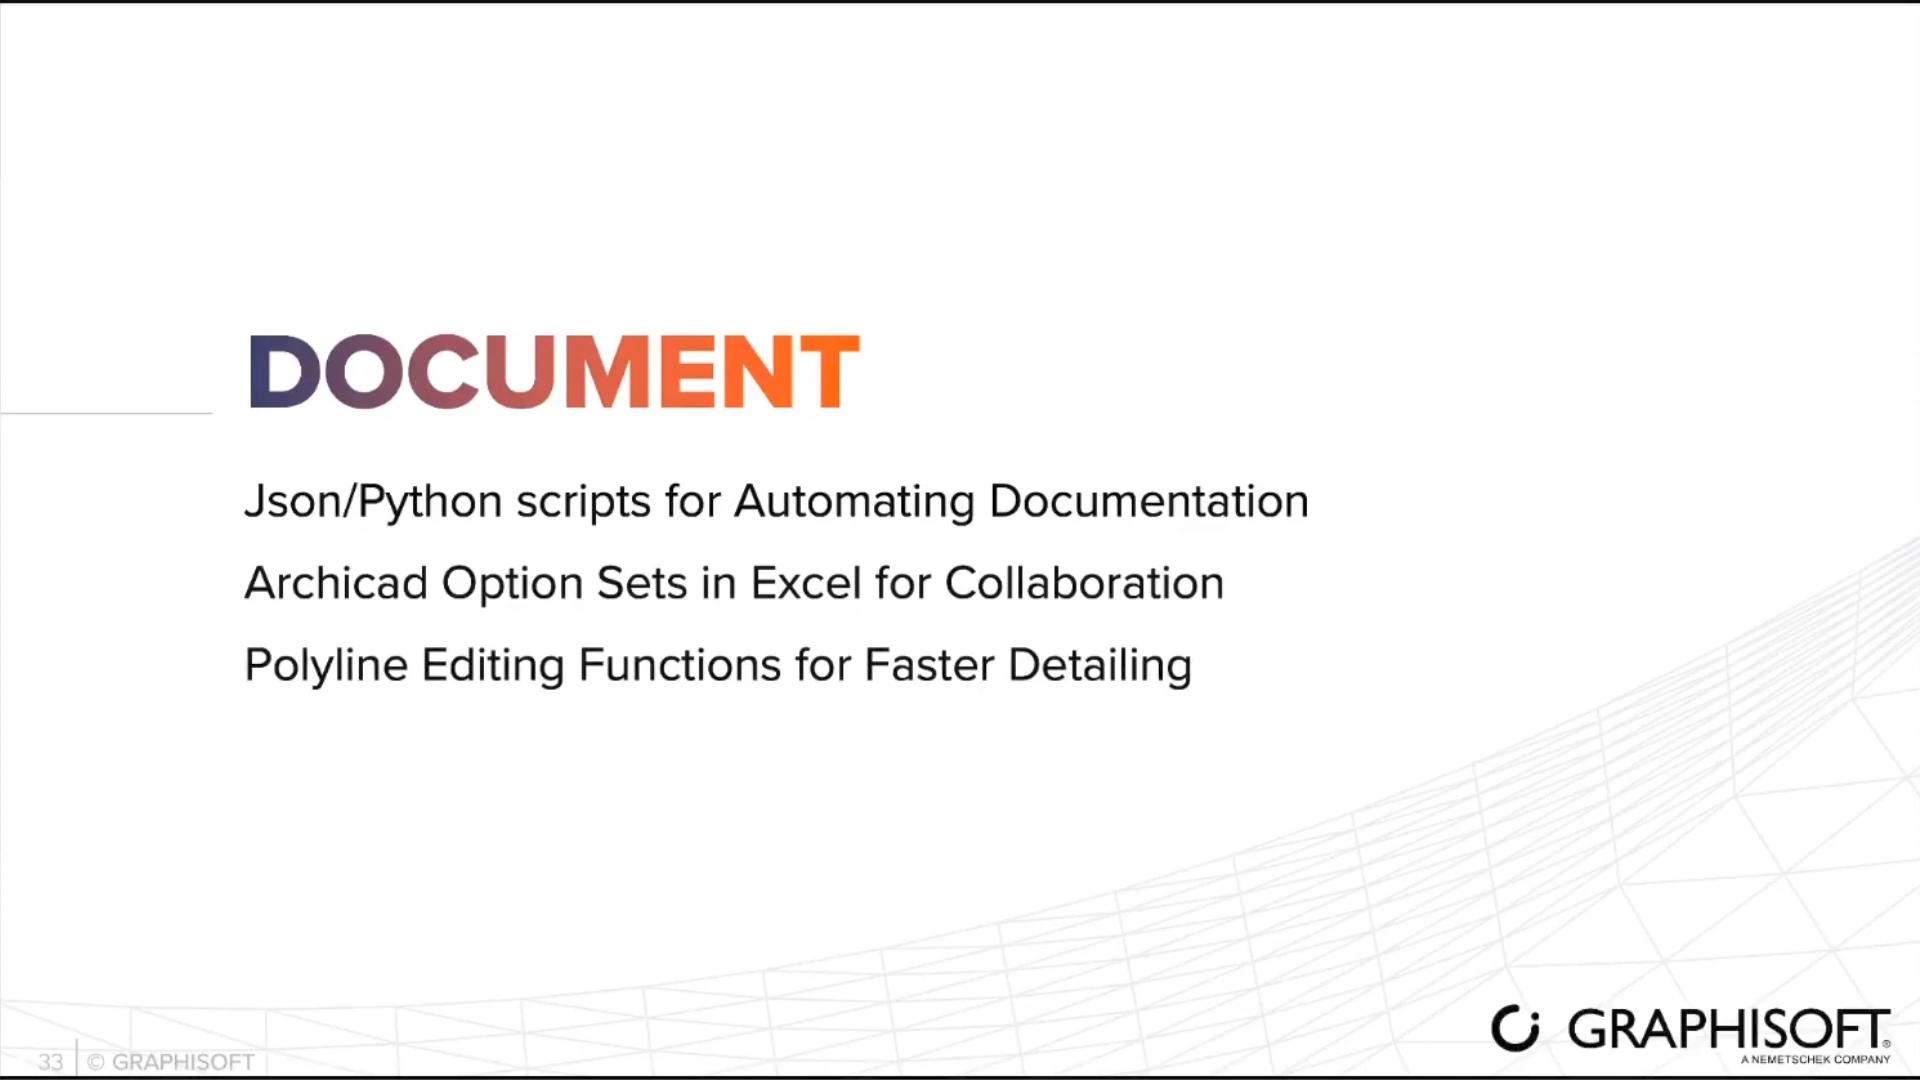 DOCUMENT
Json/Python scripts for Automating Documentation
Archicad Option Sets in Excel for Collaboration
Polyline Editing Functions for Faster Detailing
33 © GRAPHISOFT
GRAPHISOFT®
A NEMETSCHEK COMPANY